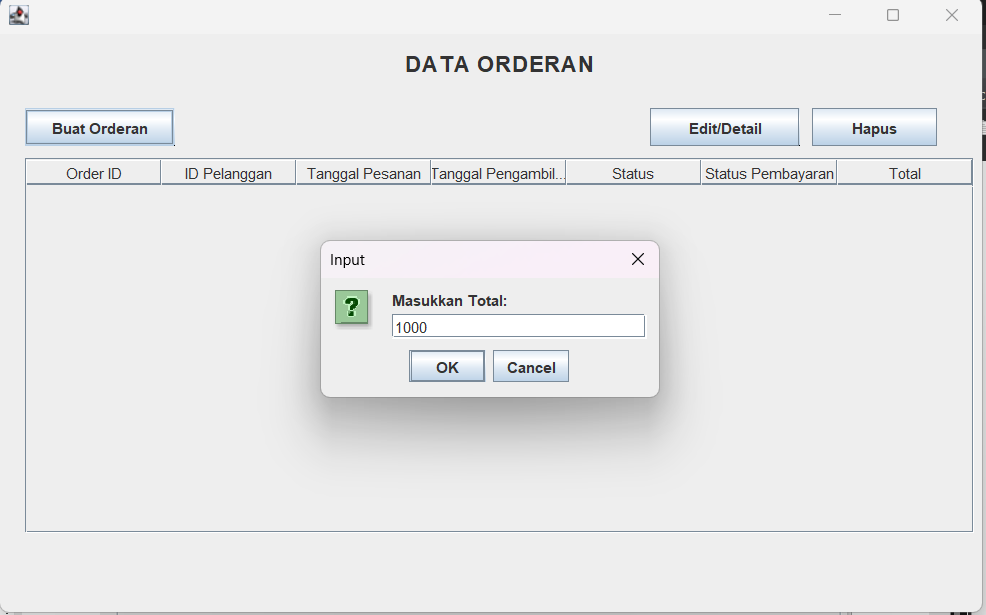 DATA ORDERAN
Buat Orderan
Edit/Detail
Hapus
Order ID
ID Pelanggan
Tanggal Pesanan
Tanggal Pengambil...
Status
Status Pembayaran
Total
Input
?
Masukkan Total:
1000
OK
Cancel